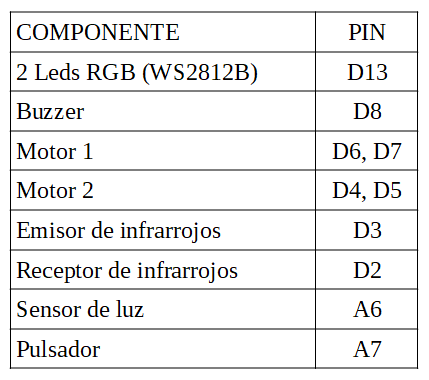 COMPONENTE PIN
2 Leds RGB (WS2812B) D13
Buzzer D8
Motor 1 D6, D7
Motor 2 D4, D5
Emisor de infrarrojos D3
Receptor de infrarrojos D2
Sensor de luz A6
Pulsador A7